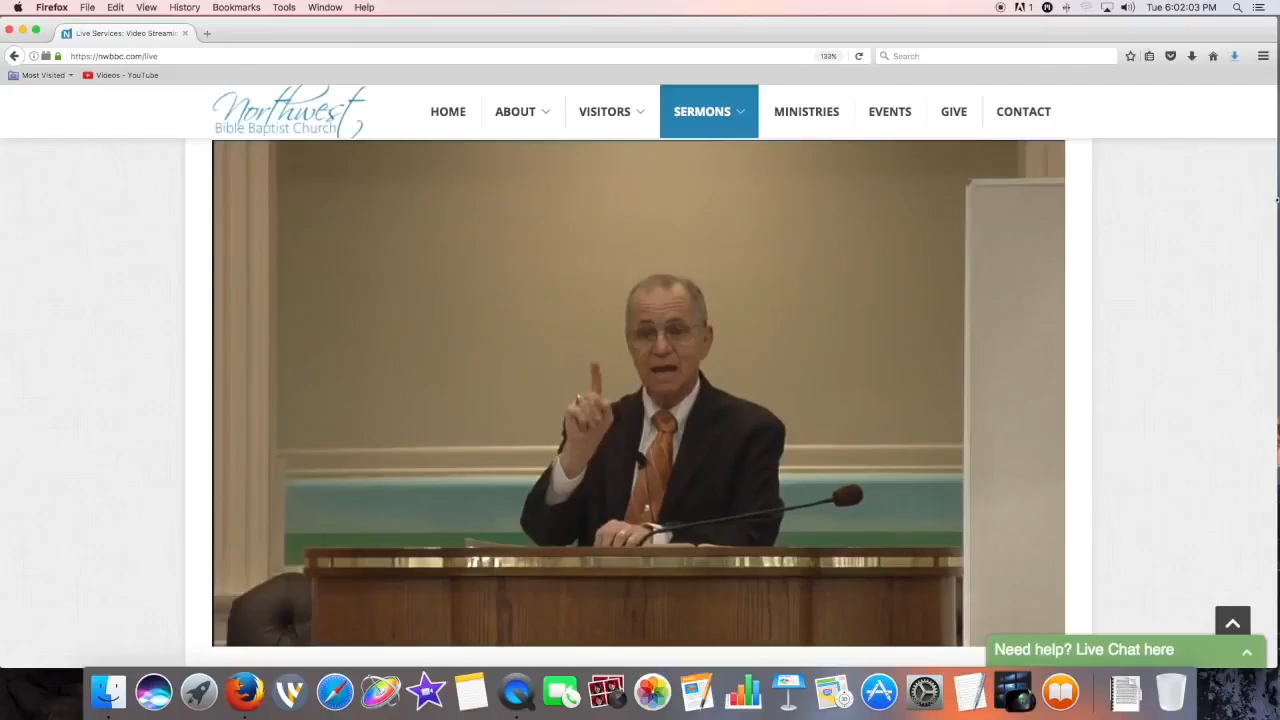 Firefox File Edit View History Bookmarks Tools Window Help
1
Tue 6:02:03 PM
Live Services: Video Streamin
https://nwbbc.com/live
133%
Search
Most Visited
Videos - YouTube
Northwest
Bible Baptist Church
HOME
ABOUT
VISITORS
SERMONS
MINISTRIES
EVENTS
GIVE
CONTACT
Need help? Live Chat here